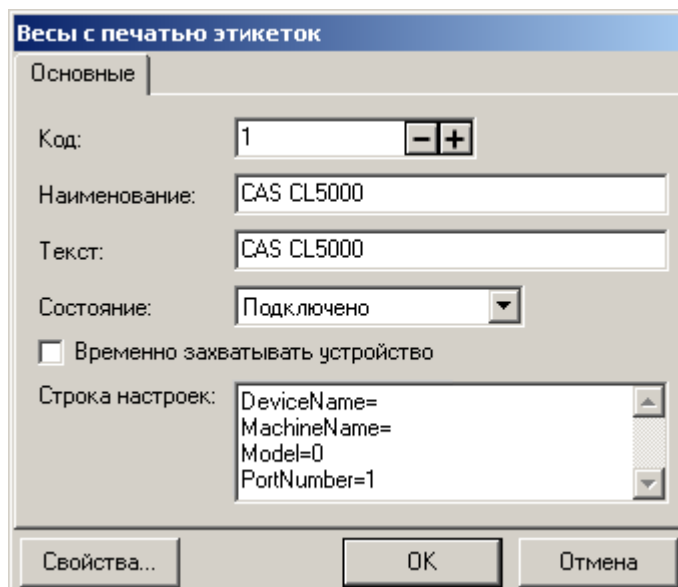 Весы с печатью этикеток
Основные
Код: 1
Наименование: CAS CL5000
Текст: CAS CL5000
Состояние: Подключено
Временно захватывать устройство
Строка настроек: DeviceName=
MachineName=
Model=0
PortNumber=1
Свойства... OK Отмена